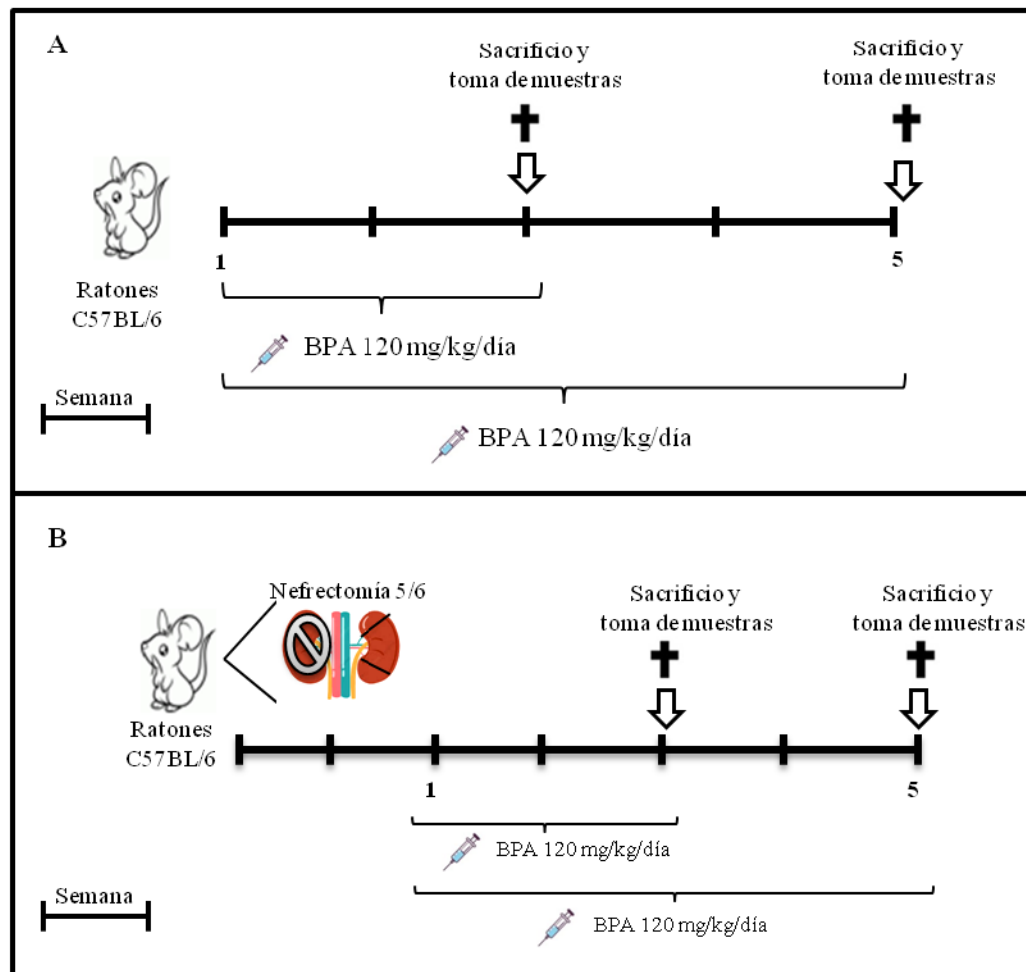 A
Sacrificio y
toma de muestras
Sacrificio y
toma de muestras
1
5
Ratones
C57BL/6
BPA 120 mg/kg/día
Semana
BPA 120 mg/kg/día
B
Nefrectomía 5/6
Sacrificio y
toma de muestras
Sacrificio y
toma de muestras
Ratones
C57BL/6
1
5
BPA 120 mg/kg/día
Semana
BPA 120 mg/kg/día